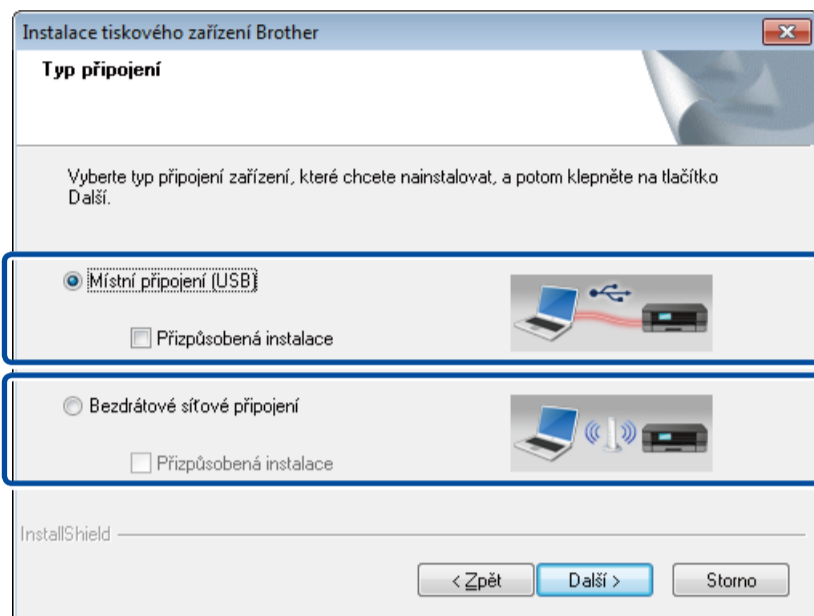 Instalace tiskového zařízení Brother
Typ připojení
Vyberte typ připojení zařízení, které chcete nainstalovat, a potom klepněte na tlačítko
Další.
Místní připojení (USB)
Přizpůsobená instalace
Bezdrátové síťové připojení
Přizpůsobená instalace
InstallShield
< Zpět Další > Storno